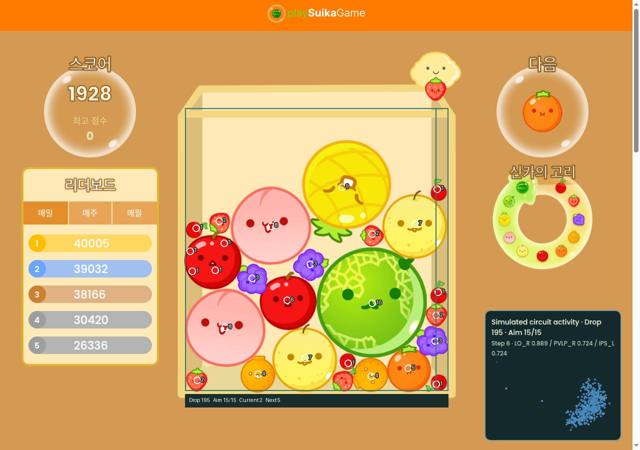 playSuikaGame
스코어
1928
최고 점수
0
다음
리더보드
매일 매주 매월
1 40005
2 39032
3 38166
4 30420
5 26336
신카의 고리
Simulated circuit activity · Drop
195 · Aim 15/15
Step 6 · LO_R 0.889 / PVLP_R 0.724 / IPS_L
0.724
Drop 195 Aim 15/15 Current 2 Next 5